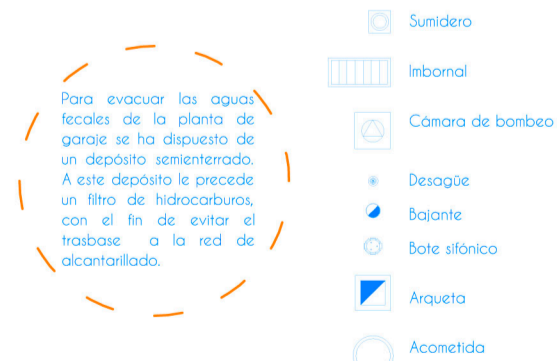 Para evacuar las aguas
fecales de la planta de
garaje se ha dispuesto de
un depósito semienterrado.
A este depósito le precede
un filtro de hidrocarburos,
con el fin de evitar el
trasbase a la red de
alcantarillado.
Sumidero
Imbornal
Cámara de bombeo
Desagüe
Bajante
Bote sifónico
Arqueta
Acometida